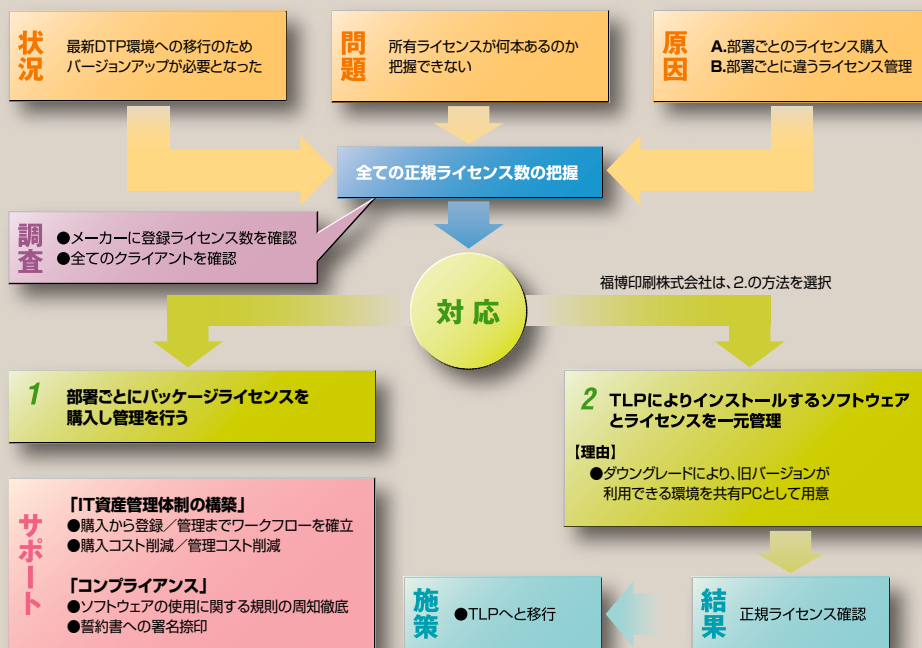 状況
最新DTP環境への移行のため
バージョンアップが必要となった
問題
所有ライセンスが何本あるのか
把握できない
原因
A.部署ごとのライセンス購入
B.部署ごとに違うライセンス管理
全ての正規ライセンス数の把握
調査
●メーカーに登録ライセンス数を確認
●全てのクライアントを確認
対応
福博印刷株式会社は、2.の方法を選択
1 部署ごとにパッケージライセンスを
購入し管理を行う
2 TLPによりインストールするソフトウェア
とライセンスを一元管理
【理由】
●ダウングレードにより、旧バージョンが
利用できる環境を共有PCとして用意
サポート
「IT資産管理体制の構築」
●購入から登録／管理までワークフローを確立
●購入コスト削減／管理コスト削減
「コンプライアンス」
●ソフトウェアの使用に関する規則の周知徹底
●誓約書への署名捺印
施策
●TLPへと移行
結果
正規ライセンス確認